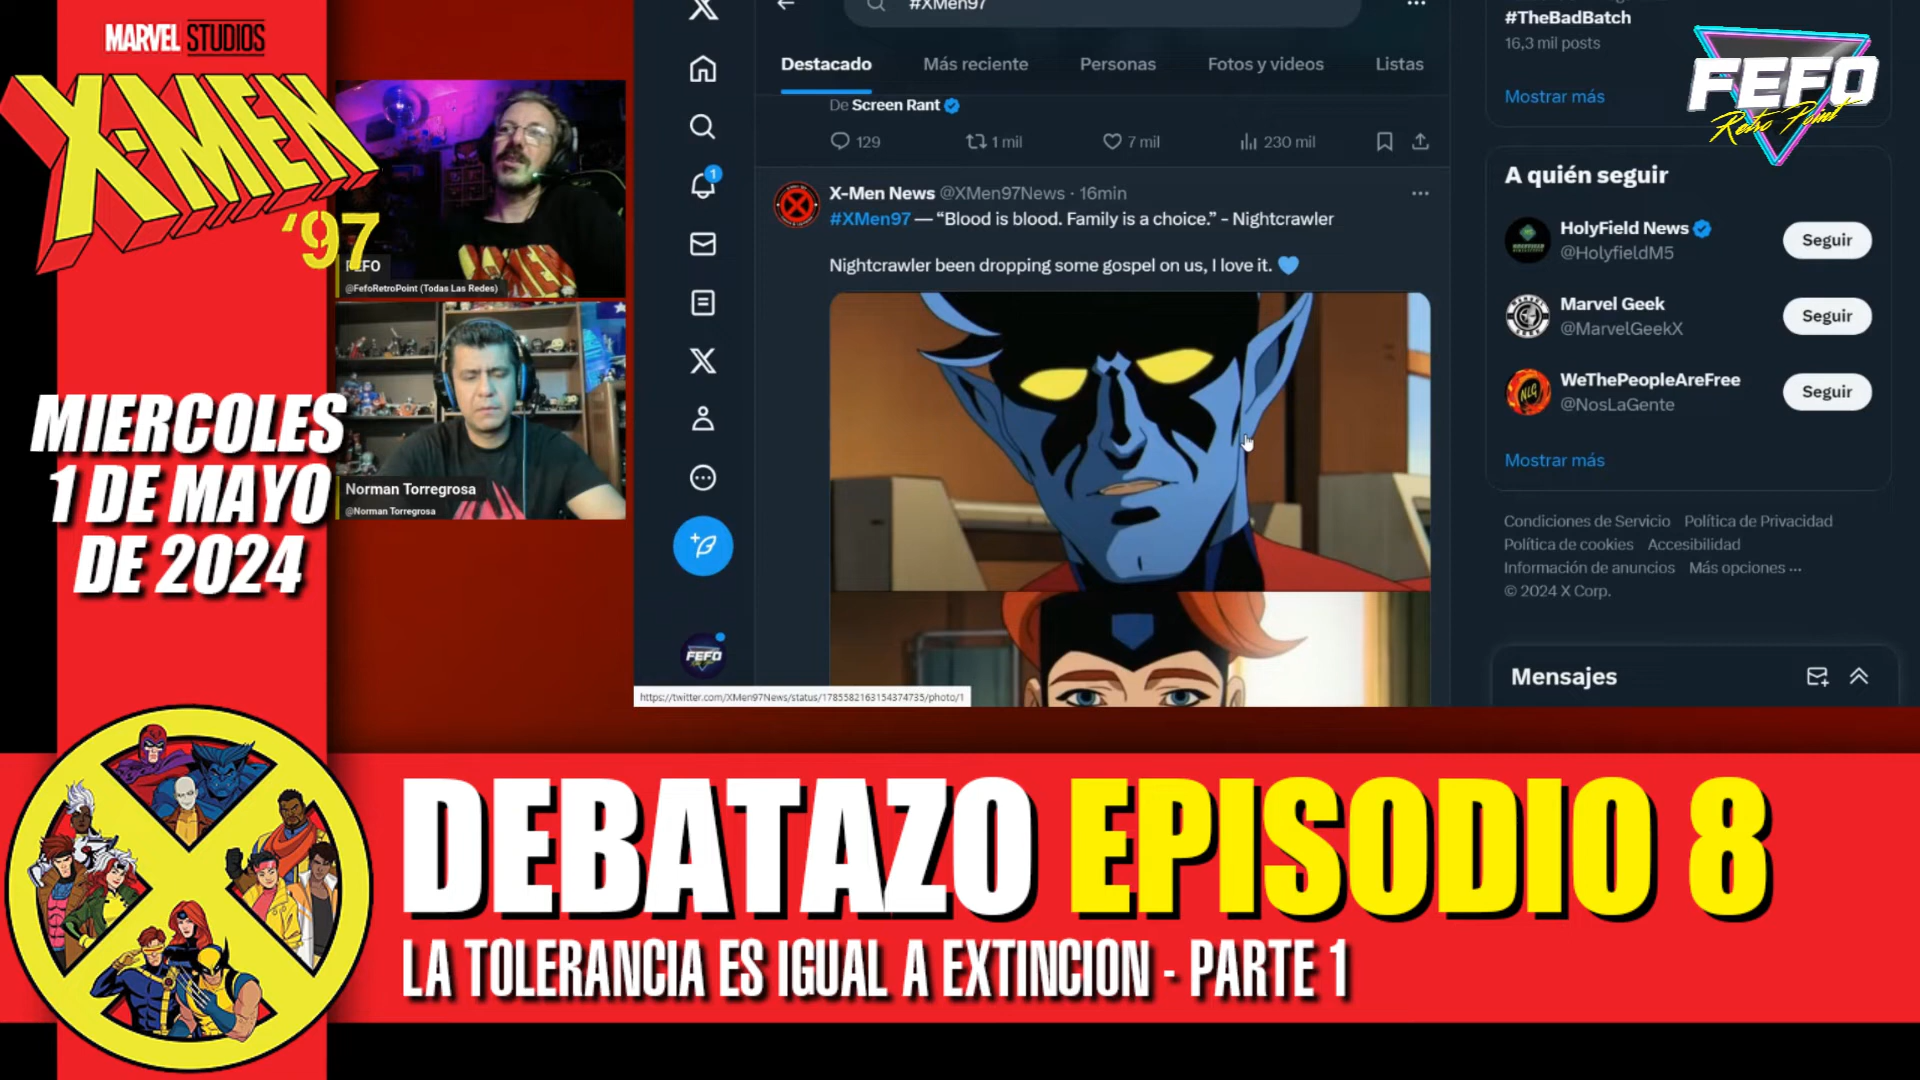 MARVEL STUDIOS
X-MEN
'97
FEFO
@FefoRetroPoint (Todas Las Redes)
Norman Torregrosa
@Norman Torregrosa
MIERCOLES
1 DE MAYO
DE 2024
#XMen97
Destacado Más reciente Personas Fotos y videos Listas
De Screen Rant
129 1 mil 7 mil 230 mil
X-Men News @XMen97News · 16min
#XMen97 — “Blood is blood. Family is a choice.” - Nightcrawler
Nightcrawler been dropping some gospel on us, I love it.
1
FEFO
https://twitter.com/XMen97News/status/1785582163154374735/photo/1
#TheBadBatch
16,3 mil posts
Mostrar más
FEFO
Retro Point
A quién seguir
HolyField News
@HolyfieldM5
Seguir
Marvel Geek
@MarvelGeekX
Seguir
WeThePeopleAreFree
@NosLaGente
Seguir
Mostrar más
Condiciones de Servicio Política de Privacidad
Política de cookies Accesibilidad
Información de anuncios Más opciones ···
© 2024 X Corp.
Mensajes
DEBATAZO EPISODIO 8
LA TOLERANCIA ES IGUAL A EXTINCION - PARTE 1